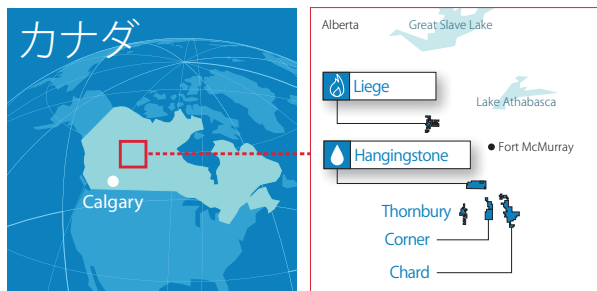 カナダ
Calgary
Alberta
Great Slave Lake
Liege
Lake Athabasca
Hangingstone
Fort McMurray
Thornbury
Corner
Chard